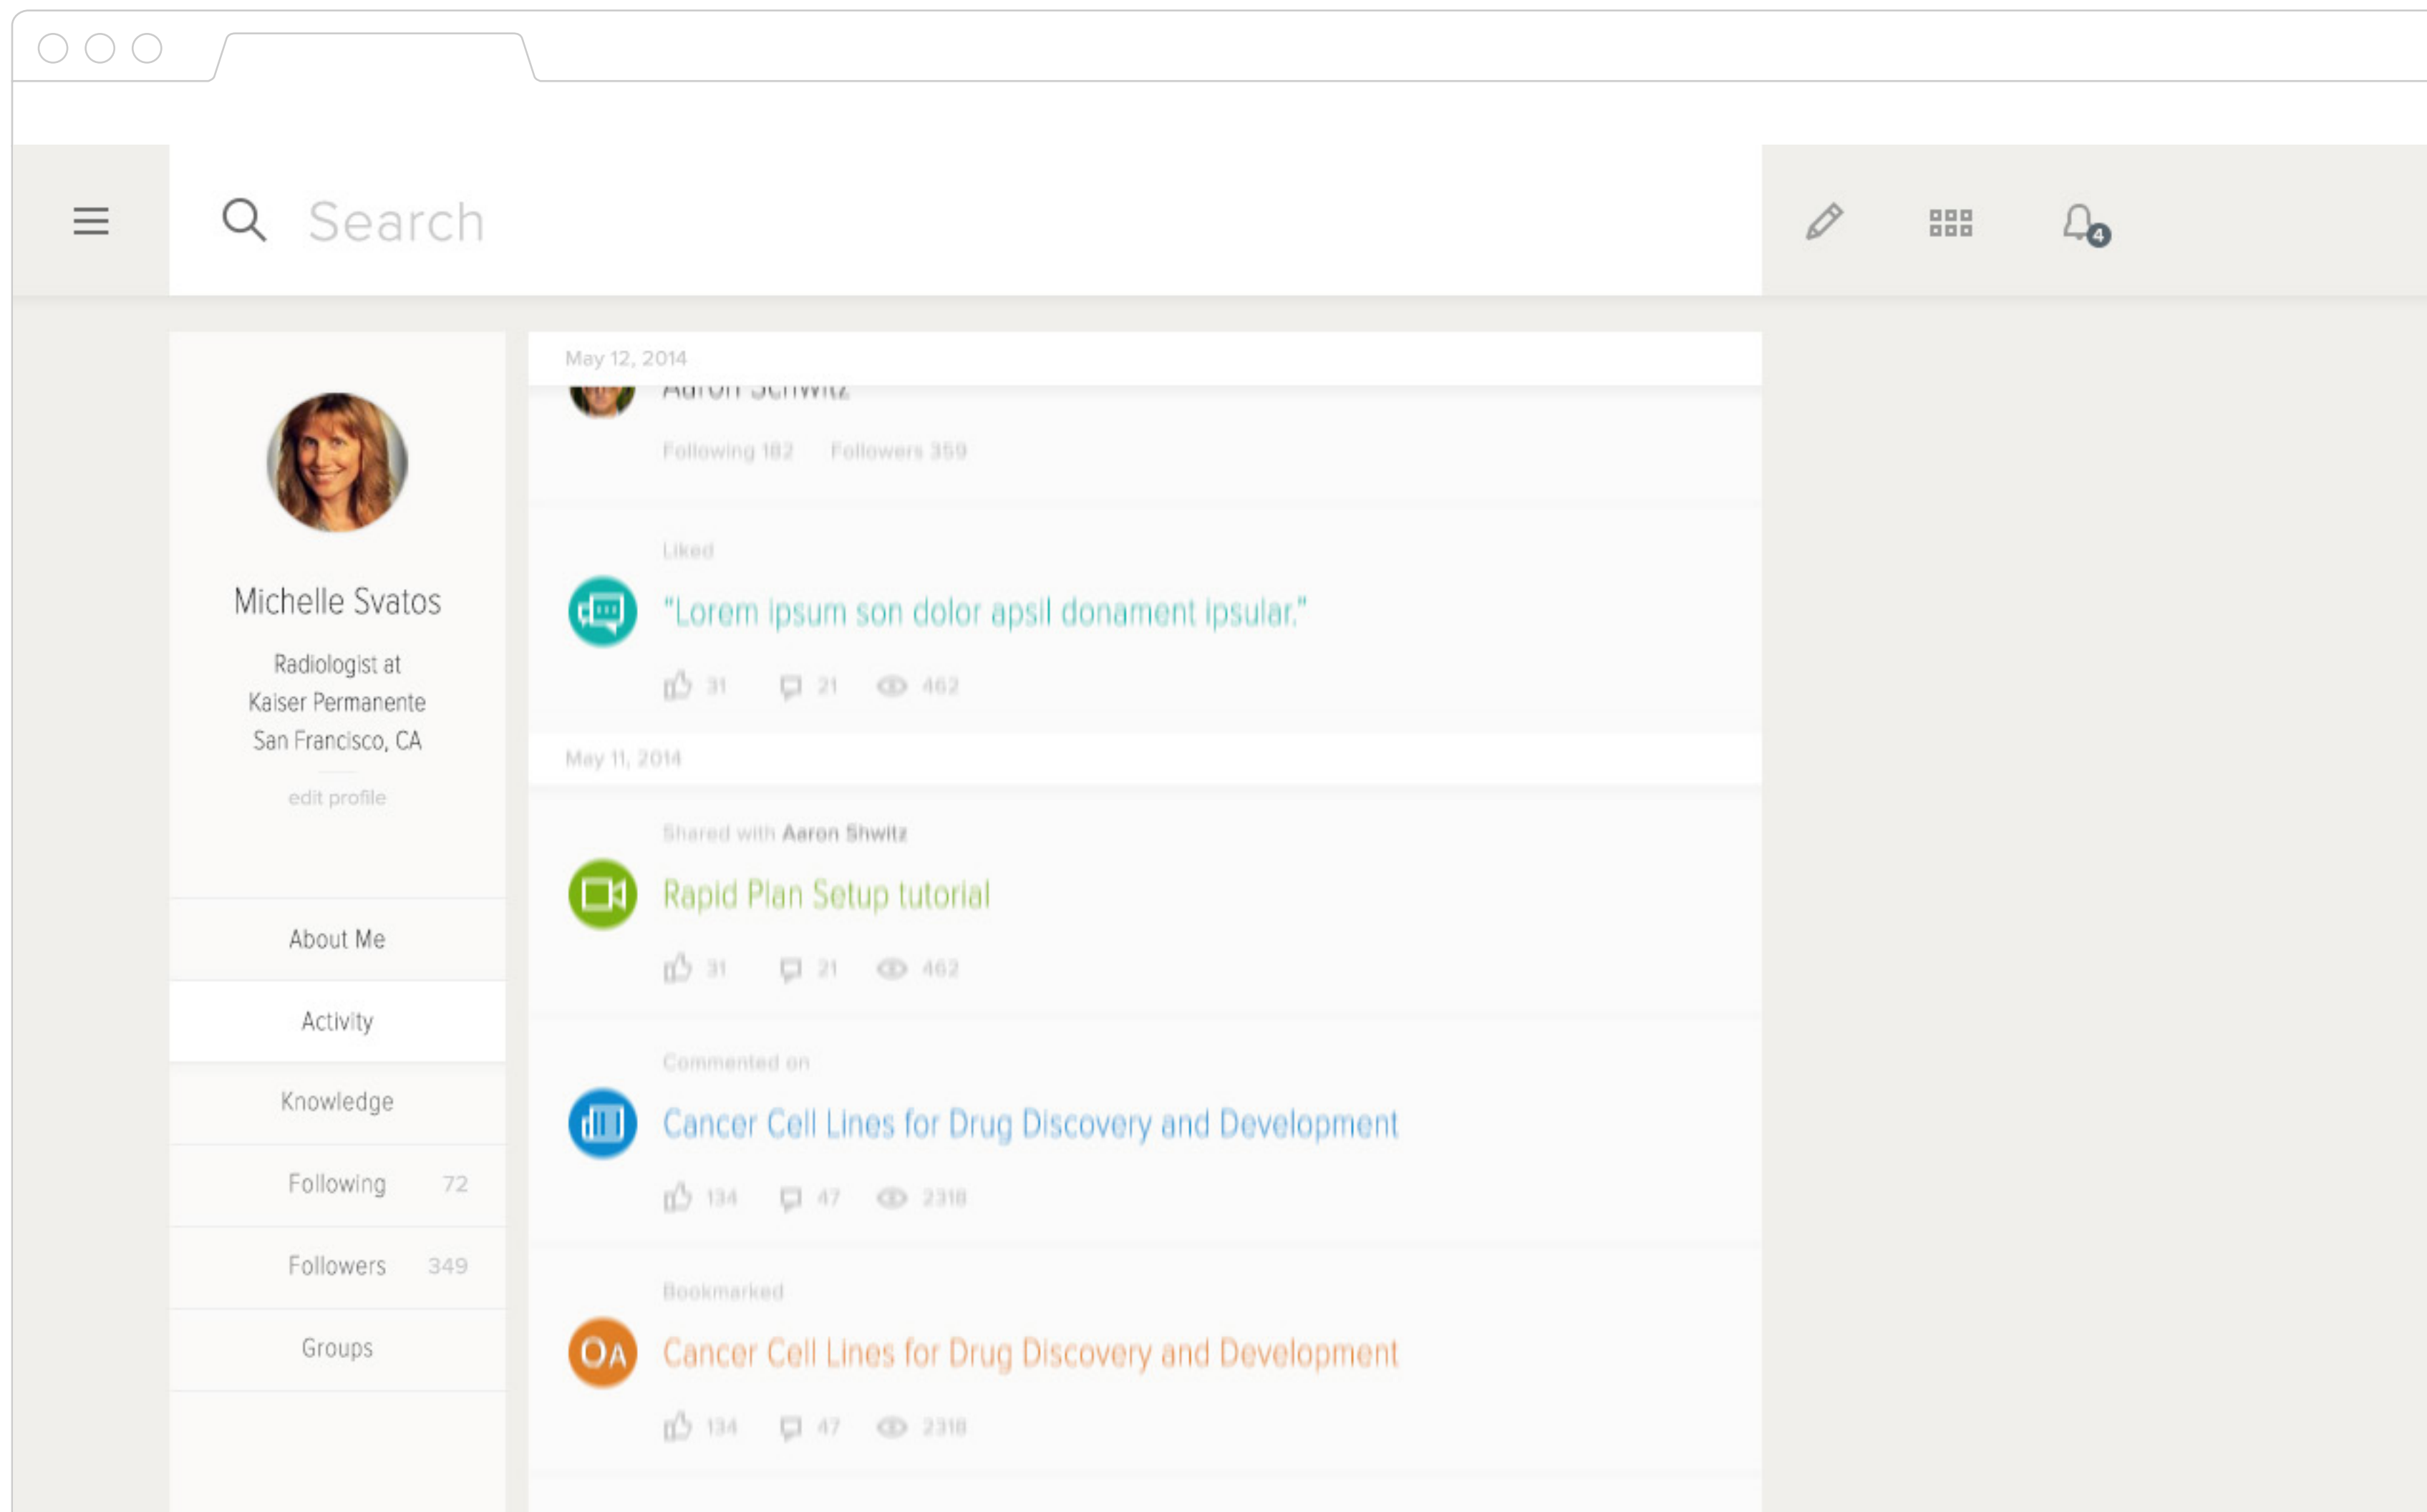 Search
4
Michelle Svatos
Radiologist at
Kaiser Permanente
San Francisco, CA
edit profile
About Me
Activity
Knowledge
Following 72
Followers 349
Groups
May 12, 2014
Aaron Schwitz
Following 182 Followers 359
Liked
"Lorem ipsum son dolor apsil donament ipsular."
31 21 462
May 11, 2014
Shared with Aaron Shwitz
Rapid Plan Setup tutorial
31 21 462
Commented on
Cancer Cell Lines for Drug Discovery and Development
134 47 2318
Bookmarked
OA
Cancer Cell Lines for Drug Discovery and Development
134 47 2318